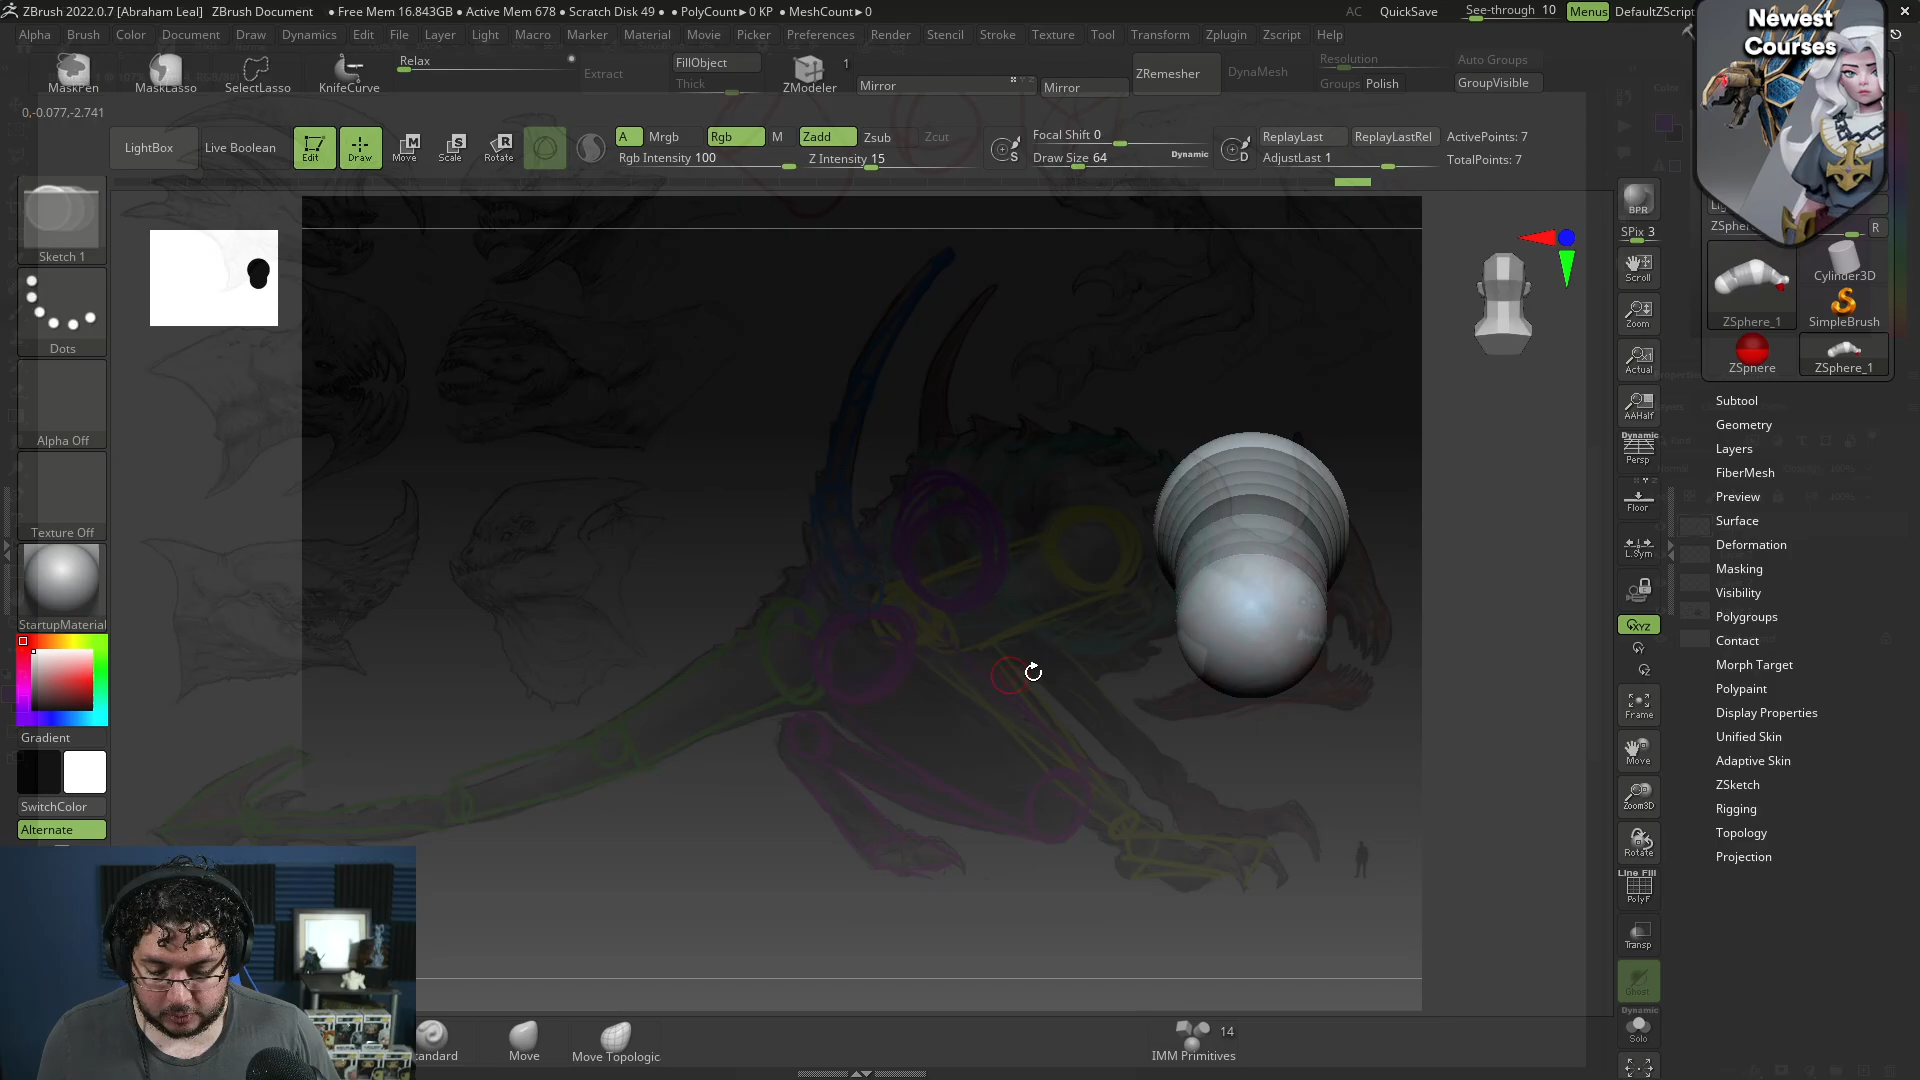 ZBrush 2022.0.7 [Abraham Leal]   ZBrush Document   • Free Mem 16.843GB • Active Mem 678 • Scratch Disk 49 • PolyCount► 0 KP • MeshCount► 0   AC   QuickSave   See-through 10   Menus   DefaultZScript
Newest
Courses
Alpha Brush Color Document Draw Dynamics Edit File Layer Light Macro Marker Material Movie Picker Preferences Render Stencil Stroke Texture Tool Transform Zplugin Zscript Help
MaskPen MaskLasso SelectLasso KnifeCurve Relax Extract FillObject Thick ZModeler 1 Mirror Mirror ZRemesher DynaMesh Resolution Groups Polish Auto Groups GroupVisible
0,-0.077,-2.741
LightBox Live Boolean Edit Draw Move Scale Rotate A Mrgb Rgb M Zadd Zsub Zcut Focal Shift 0 ReplayLast ReplayLastRel ActivePoints: 7
Rgb Intensity 100 Z Intensity 15 S Draw Size 64 Dynamic D AdjustLast 1 TotalPoints: 7
Sketch 1
Dots
Alpha Off
Texture Off
StartupMaterial
Gradient
SwitchColor
Alternate
BPR
SPix 3
Scroll
Zoom
Actual
AAHalf
Dynamic
Persp
Floor
L.Sym
XYZ
Frame
Move
Zoom3D
Rotate
Line Fill
PolyF
Transp
Ghost
Dynamic
Solo
R
Cylinder3D
ZSphere_1 SimpleBrush
ZSphere ZSphere_1
Subtool
Geometry
Layers
FiberMesh
Preview
Surface
Deformation
Masking
Visibility
Polygroups
Contact
Morph Target
Polypaint
Display Properties
Unified Skin
Adaptive Skin
ZSketch
Rigging
Topology
Projection
Move Move Topologic IMM Primitives 14